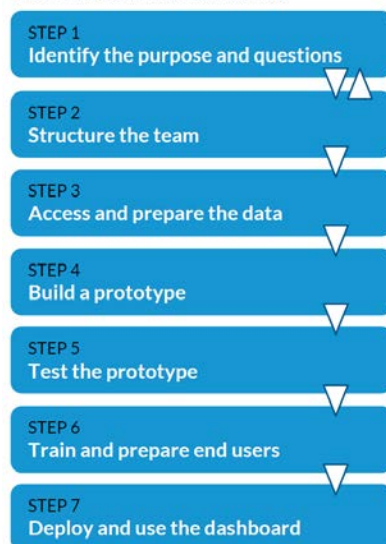 STEP 1
Identify the purpose and questions
STEP 2
Structure the team
STEP 3
Access and prepare the data
STEP 4
Build a prototype
STEP 5
Test the prototype
STEP 6
Train and prepare end users
STEP 7
Deploy and use the dashboard